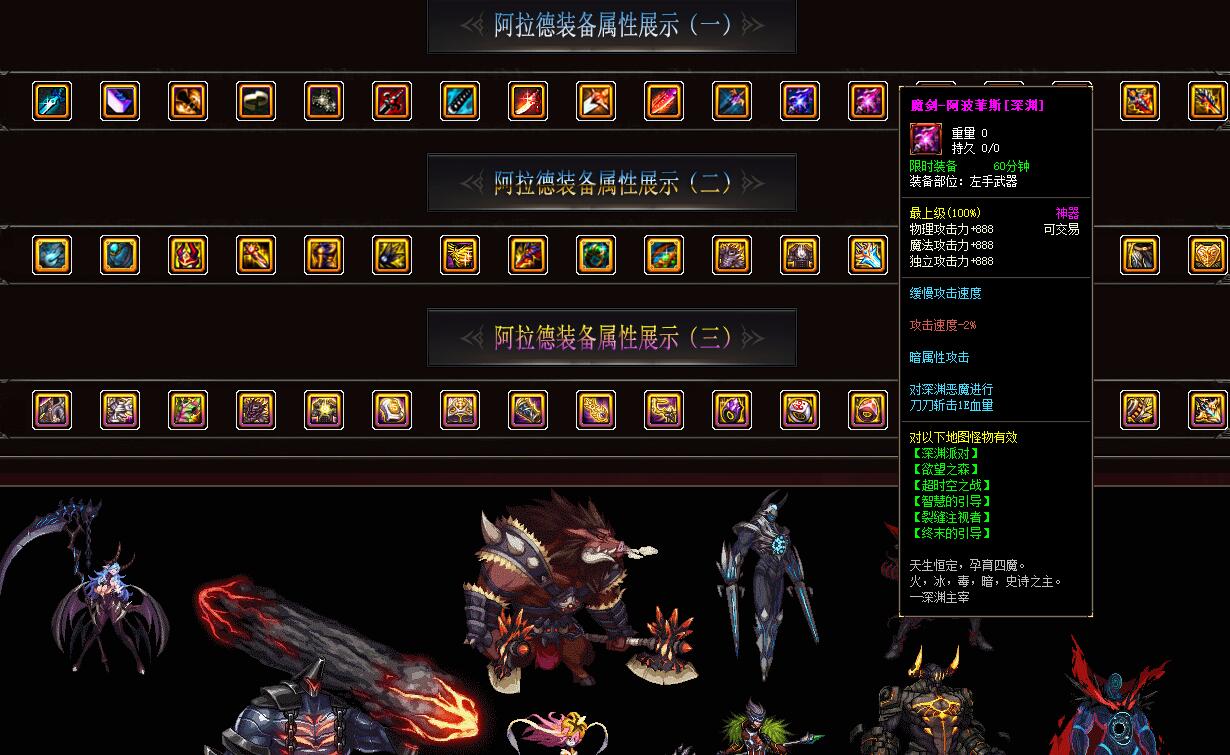 阿拉德装备属性展示（一）
阿拉德装备属性展示（二）
阿拉德装备属性展示（三）
魔剑-阿波菲斯[深渊]
重量 0
持久 0/0
限时装备 60分钟
装备部位: 左手武器
最上级(100%) 神器
物理攻击力+888 可交易
魔法攻击力+888
独立攻击力+888
缓慢攻击速度
攻击速度-2%
暗属性攻击
对深渊恶魔进行
刀刀斩击1E血量
对以下地图怪物有效
【深渊派对】
【欲望之森】
【超时空之战】
【智慧的引导】
【裂缝注视者】
【终末的引导】
天生恒定，孕育四魔。
火，冰，毒，暗，史诗之主。
—深渊主宰